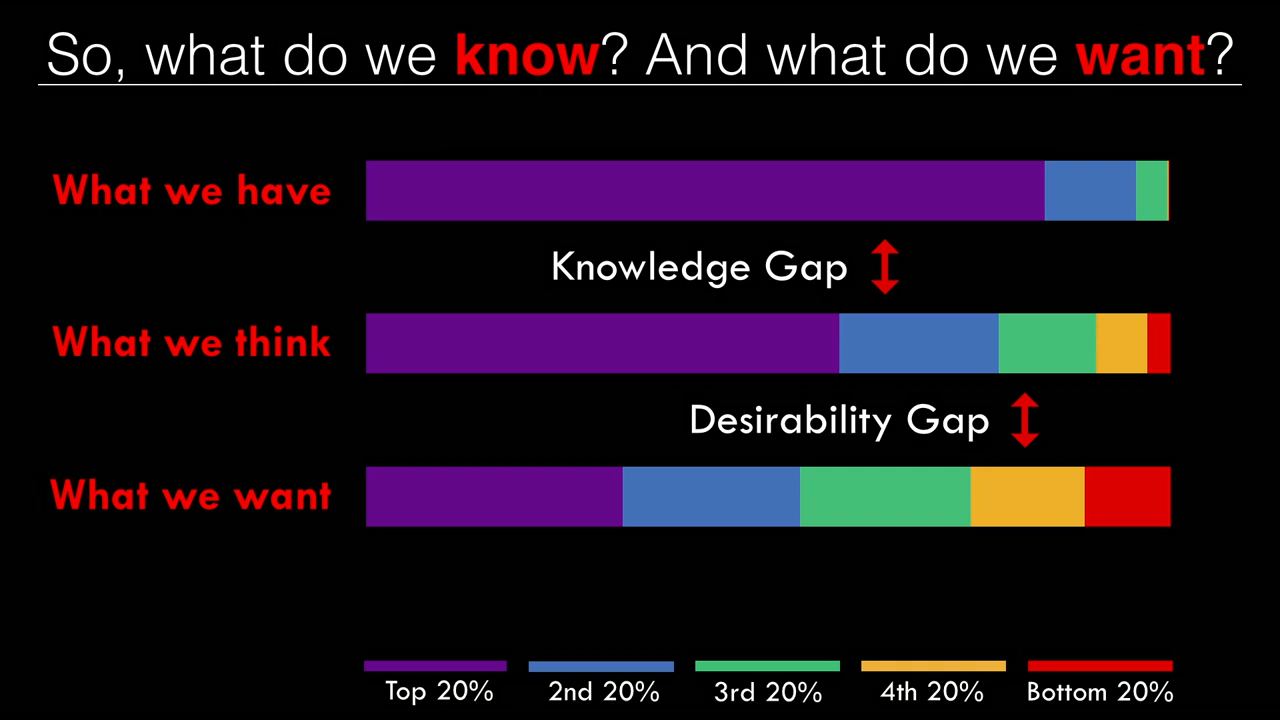 So, what do we know? And what do we want?
What we have
Knowledge Gap
What we think
Desirability Gap
What we want
Top 20%
2nd 20%
3rd 20%
4th 20%
Bottom 20%